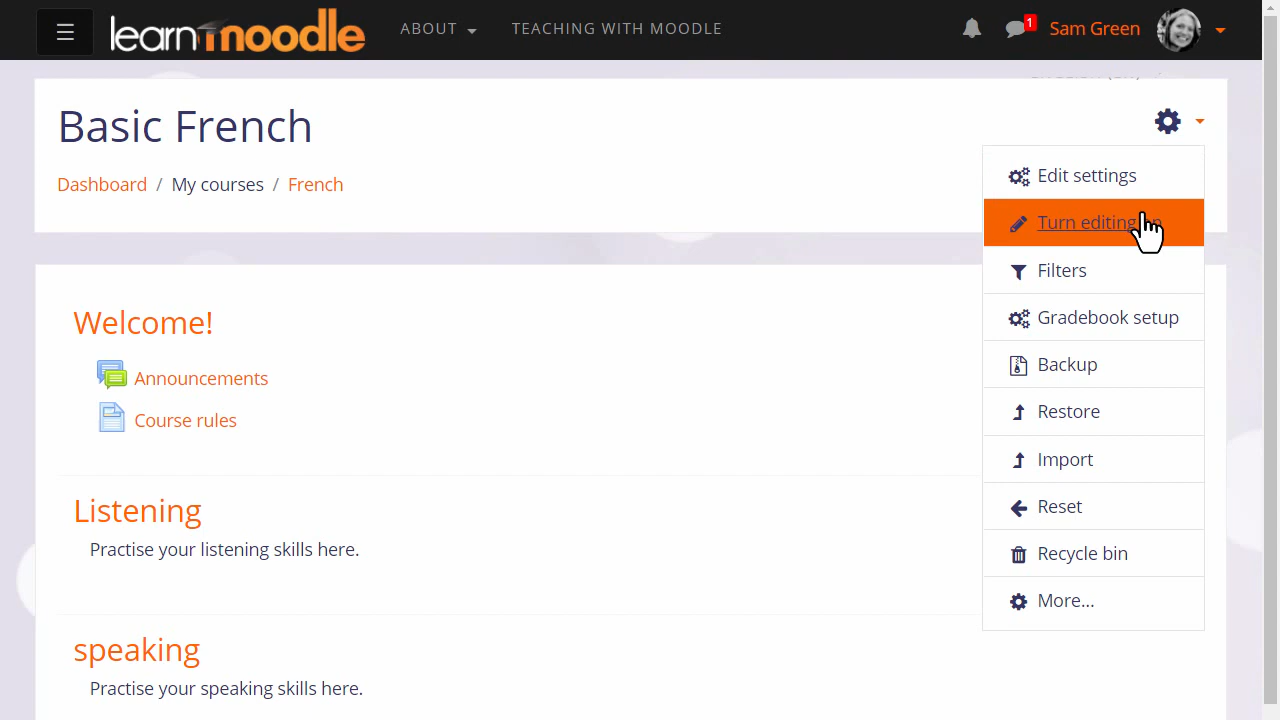 learn moodle
ABOUT
TEACHING WITH MOODLE
1
Sam Green
Basic French
Dashboard / My courses / French
Edit settings
Turn editing
Filters
Gradebook setup
Backup
Restore
Import
Reset
Recycle bin
More...
Welcome!
Announcements
Course rules
Listening
Practise your listening skills here.
speaking
Practise your speaking skills here.